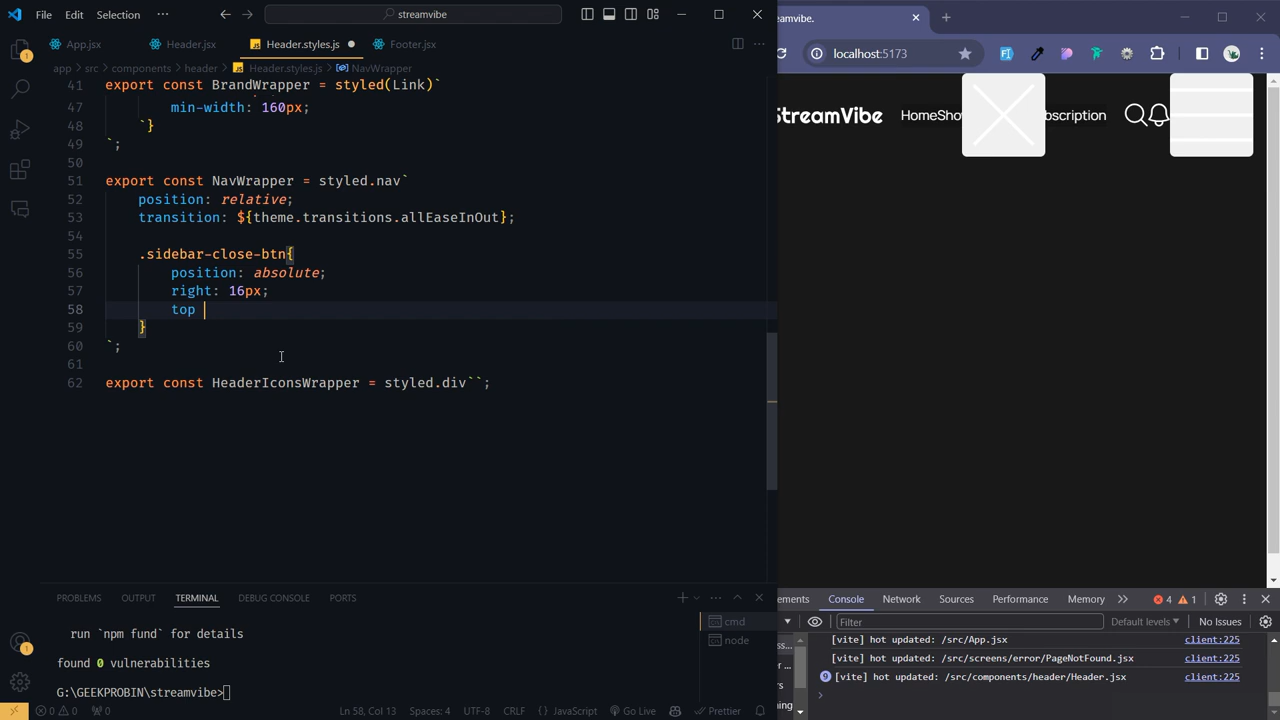 File Edit Selection ··· streamvibe
App.jsx Header.jsx Header.styles.js Footer.jsx
app > src > components > header > Header.styles.js > NavWrapper
41 export const BrandWrapper = styled(Link)`
47 min-width: 160px;
48 `}
49 `;
50
51 export const NavWrapper = styled.nav`
52 position: relative;
53 transition: ${theme.transitions.allEaseInOut};
54
55 .sidebar-close-btn{
56 position: absolute;
57 right: 16px;
58 top
59 }
60 `;
61
62 export const HeaderIconsWrapper = styled.div``;
PROBLEMS OUTPUT TERMINAL DEBUG CONSOLE PORTS
cmd
node
run `npm fund` for details
found 0 vulnerabilities
G:\GEEKPROBIN\streamvibe>
0 0 0 Ln 58, Col 13 Spaces: 4 UTF-8 CRLF {} JavaScript Go Live Prettier
eamvibe.
localhost:5173
StreamVibe HomeSho bscription
ements Console Network Sources Performance Memory >> 4 1
Filter Default levels No Issues
[vite] hot updated: /src/App.jsx client:225
[vite] hot updated: /src/screens/error/PageNotFound.jsx client:225
9 [vite] hot updated: /src/components/header/Header.jsx client:225